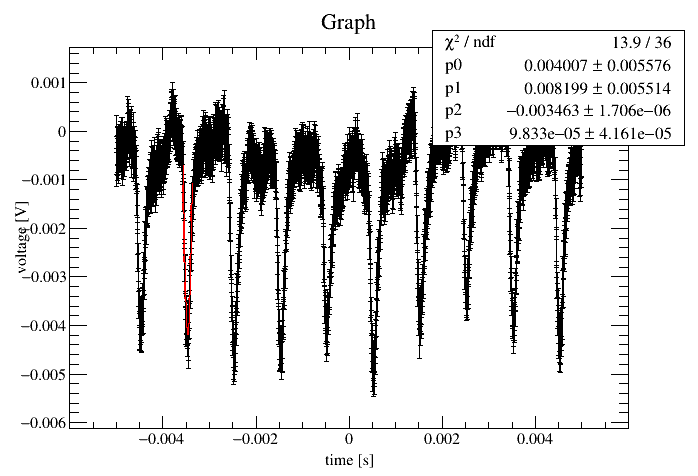 Graph
χ² / ndf 13.9 / 36
p0 0.004007 ± 0.005576
p1 0.008199 ± 0.005514
p2 −0.003463 ± 1.706e−06
p3 9.833e−05 ± 4.161e−05
0.001
0
−0.001
−0.002
−0.003
−0.004
−0.005
−0.006
voltage [V]
−0.004 −0.002 0 0.002 0.004
time [s]